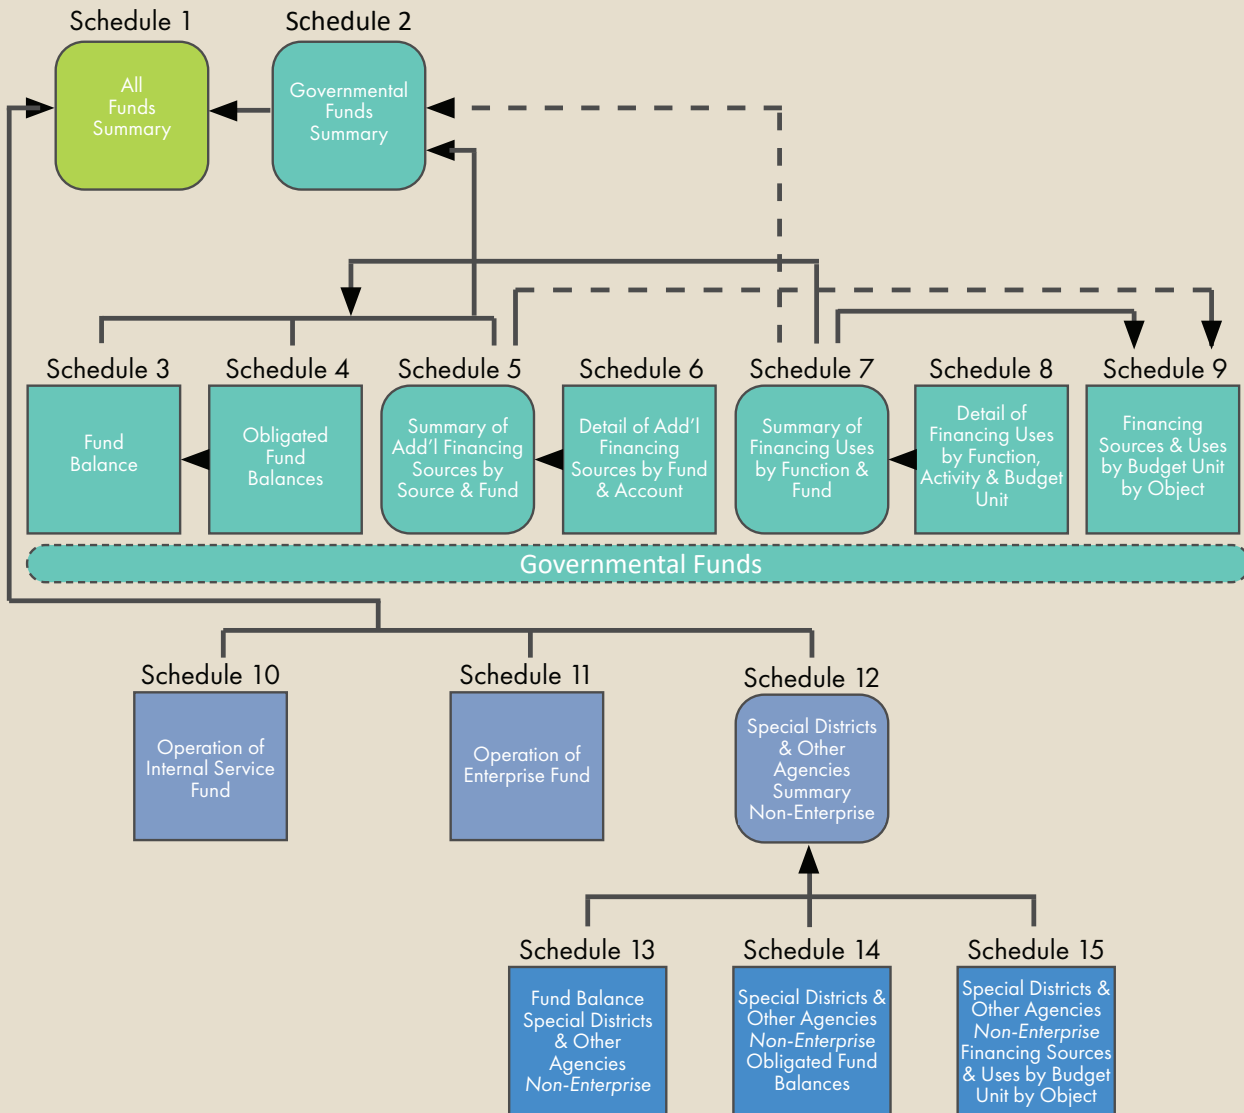 Schedule 1
All
Funds
Summary
Schedule 2
Governmental
Funds
Summary
Schedule 3
Fund
Balance
Schedule 4
Obligated
Fund
Balances
Schedule 5
Summary of
Add'l Financing
Sources by
Source & Fund
Schedule 6
Detail of Add'l
Financing
Sources by Fund
& Account
Schedule 7
Summary of
Financing Uses
by Function &
Fund
Schedule 8
Detail of
Financing Uses
by Function,
Activity & Budget
Unit
Schedule 9
Financing
Sources & Uses
by Budget Unit
by Object
Governmental Funds
Schedule 10
Operation of
Internal Service
Fund
Schedule 11
Operation of
Enterprise Fund
Schedule 12
Special Districts
& Other
Agencies
Summary
Non-Enterprise
Schedule 13
Fund Balance
Special Districts
& Other
Agencies
Non-Enterprise
Schedule 14
Special Districts &
Other Agencies
Non-Enterprise
Obligated Fund
Balances
Schedule 15
Special Districts &
Other Agencies
Non-Enterprise
Financing Sources
& Uses by Budget
Unit by Object